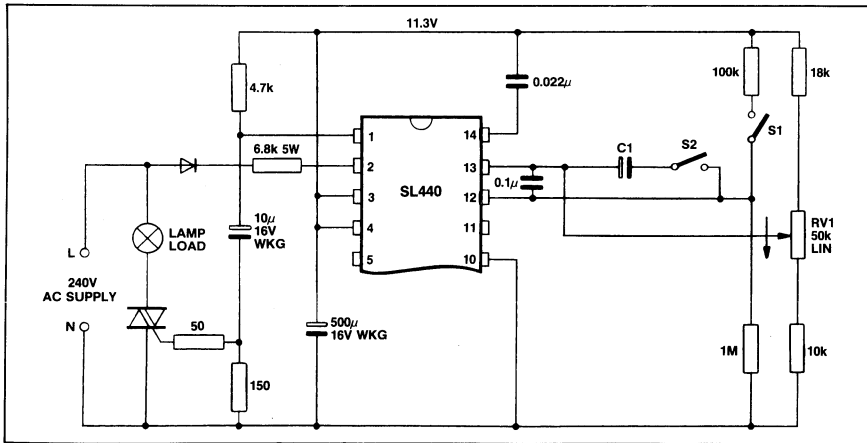 11.3V
4.7k
0.022µ
100k
18k
6.8k 5W
1
2
3
4
5
SL440
14
13
12
11
10
0.1µ
C1
S2
S1
RV1
50k
LIN
L
N
240V
AC SUPPLY
LAMP
LOAD
10µ
16V
WKG
50
150
500µ
16V WKG
1M
10k